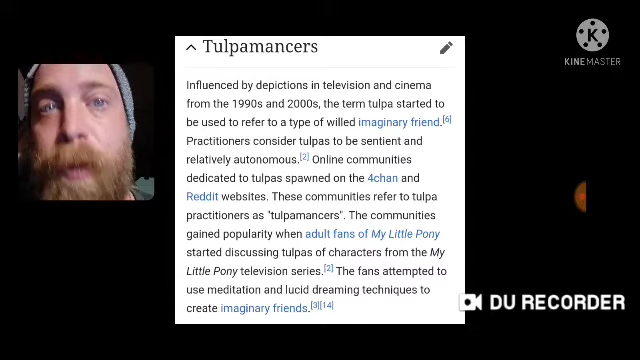 Tulpamancers
KINEMASTER
Influenced by depictions in television and cinema
from the 1990s and 2000s, the term tulpa started to
be used to refer to a type of willed imaginary friend.[6]
Practitioners consider tulpas to be sentient and
relatively autonomous.[2] Online communities
dedicated to tulpas spawned on the 4chan and
Reddit websites. These communities refer to tulpa
practitioners as "tulpamancers". The communities
gained popularity when adult fans of My Little Pony
started discussing tulpas of characters from the My
Little Pony television series.[2] The fans attempted to
use meditation and lucid dreaming techniques to
create imaginary friends.[3][14]
DU RECORDER